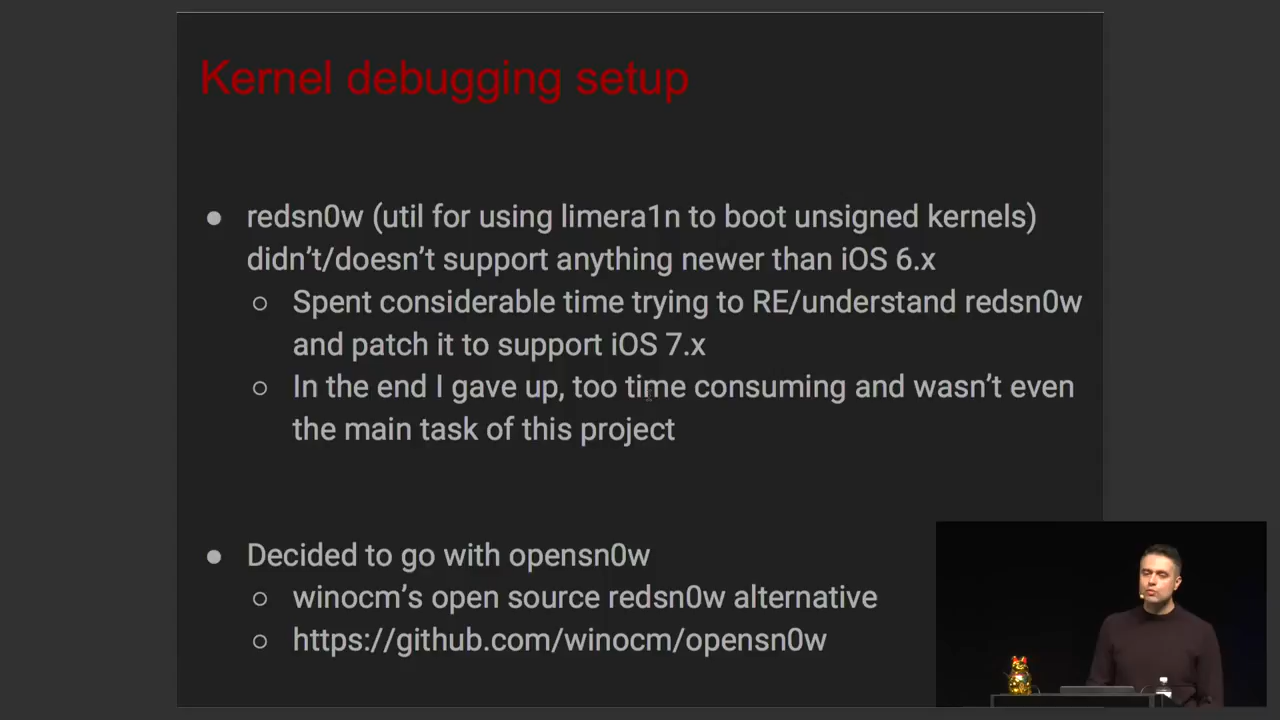 Kernel debugging setup
● redsn0w (util for using limera1n to boot unsigned kernels)
didn’t/doesn’t support anything newer than iOS 6.x
○ Spent considerable time trying to RE/understand redsn0w
and patch it to support iOS 7.x
○ In the end I gave up, too time consuming and wasn’t even
the main task of this project
● Decided to go with opensn0w
○ winocm’s open source redsn0w alternative
○ https://github.com/winocm/opensn0w